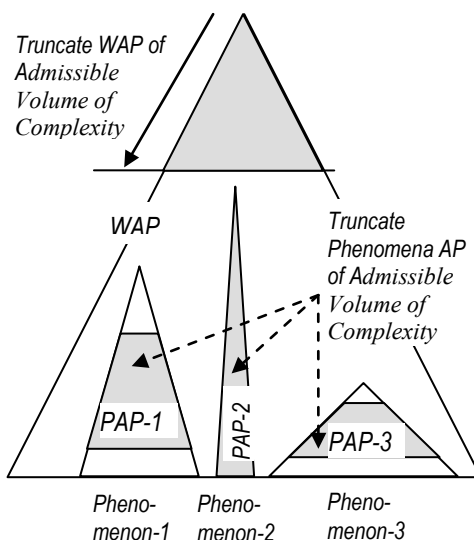 Truncate WAP of
Admissible
Volume of
Complexity
WAP
Truncate
Phenomena AP
of Admissible
Volume of
Complexity
PAP-1
PAP-2
PAP-3
Pheno-
menon-1
Pheno-
menon-2
Pheno-
menon-3